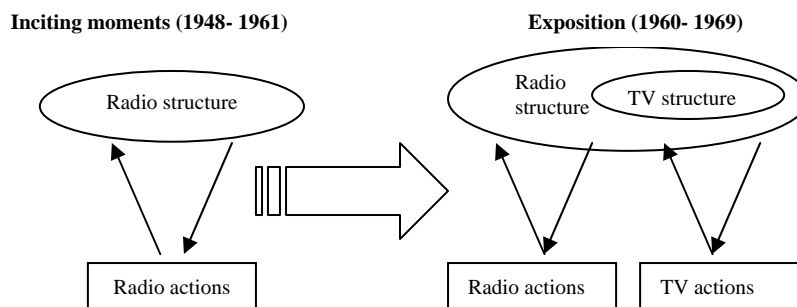 Inciting moments (1948- 1961)
Exposition (1960- 1969)
Radio structure
Radio
structure
TV structure
Radio actions
Radio actions
TV actions